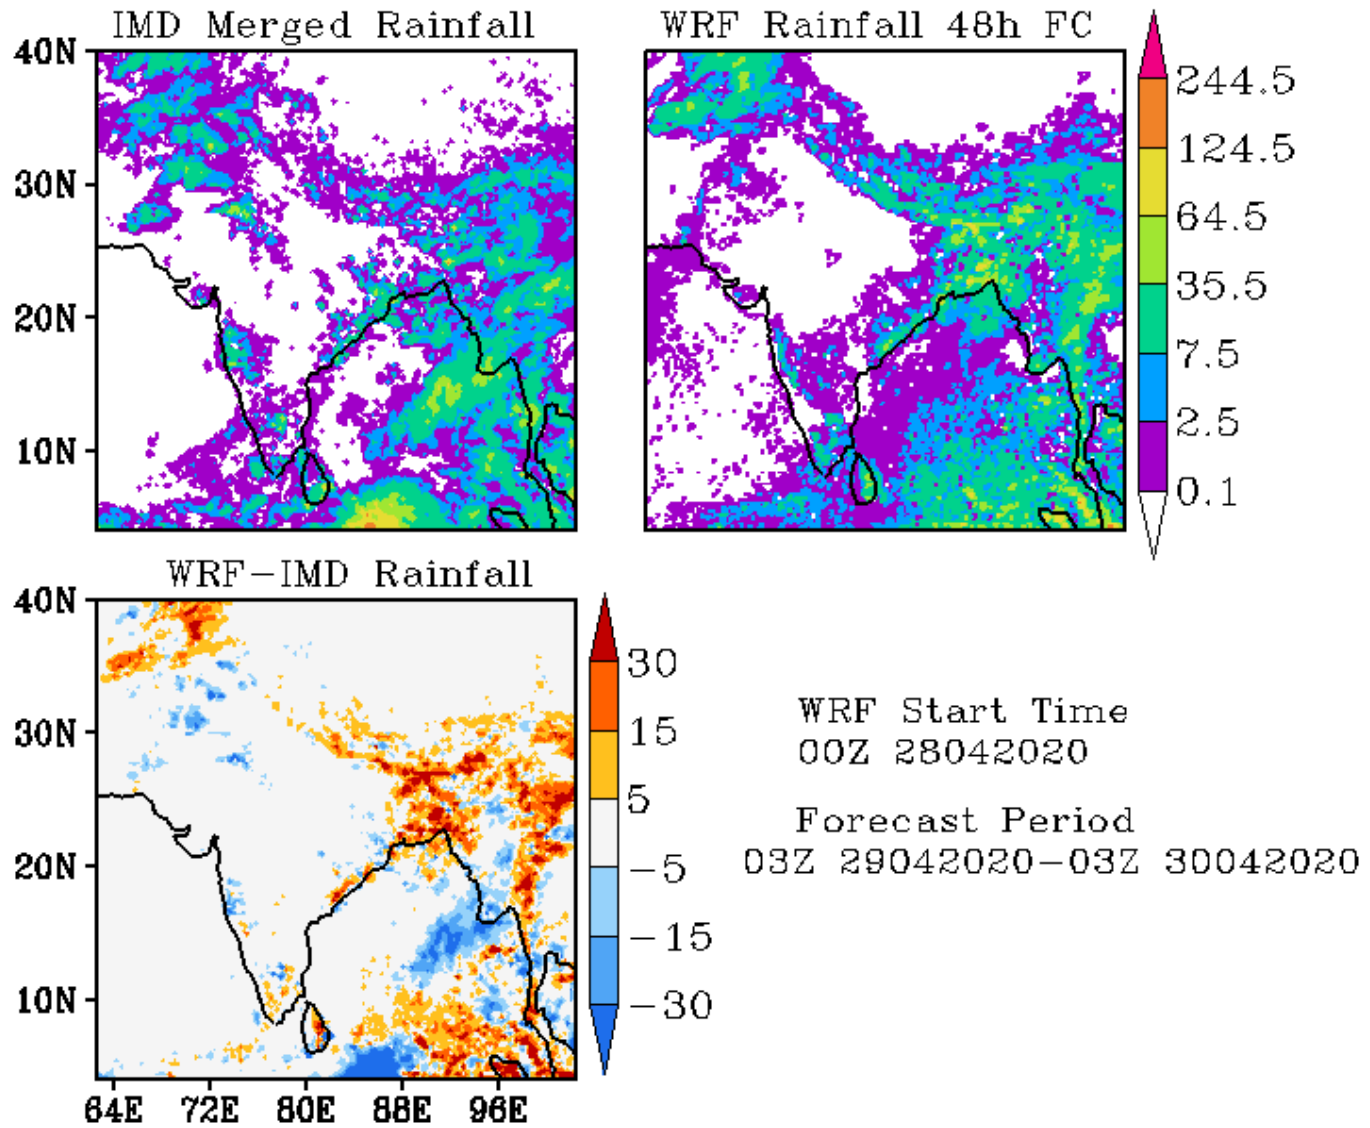 IMD Merged Rainfall
WRF Rainfall 48h FC
40N
30N
20N
10N
244.5
124.5
64.5
35.5
7.5
2.5
0.1
WRF-IMD Rainfall
40N
30N
20N
10N
64E 72E 80E 88E 96E
30
15
5
-5
-15
-30
WRF Start Time
00Z 28042020
Forecast Period
03Z 29042020-03Z 30042020